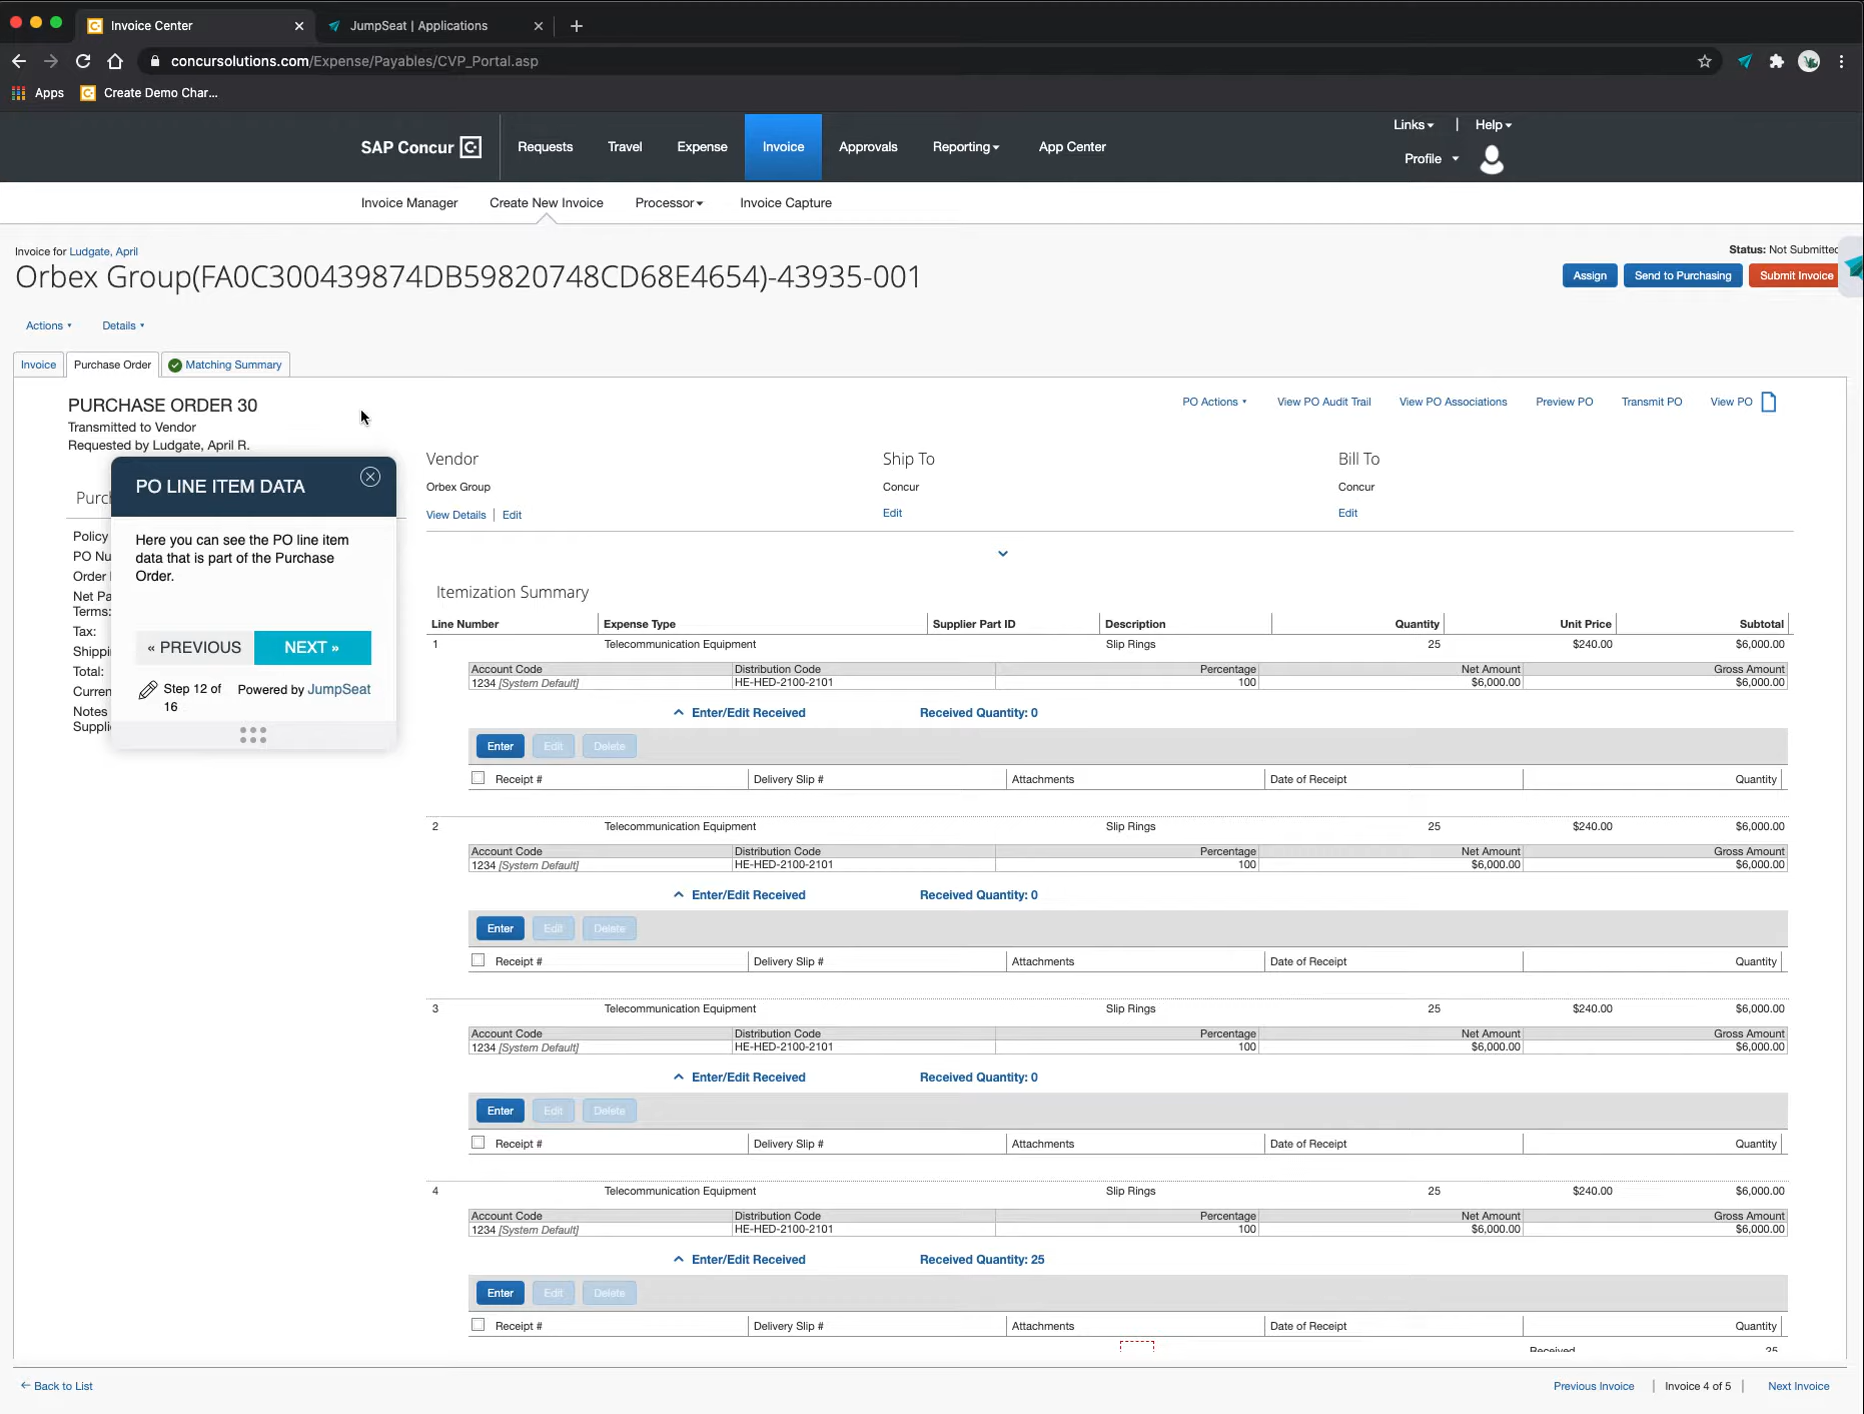 Invoice Center
JumpSeat | Applications
concursolutions.com/Expense/Payables/CVP_Portal.asp
Apps
Create Demo Char...
SAP Concur
Requests
Travel
Expense
Invoice
Approvals
Reporting
App Center
Links
|
Help
Profile
Invoice Manager
Create New Invoice
Processor
Invoice Capture
Invoice for Ludgate, April
Status: Not Submitted
Orbex Group(FA0C300439874DB59820748CD68E4654)-43935-001
Assign
Send to Purchasing
Submit Invoice
Actions
Details
Invoice
Purchase Order
Matching Summary
PURCHASE ORDER 30
Transmitted to Vendor
Requested by Ludgate, April R.
PO Actions
View PO Audit Trail
View PO Associations
Preview PO
Transmit PO
View PO
Policy
Order
Terms:
Tax:
Total:
Notes
PO LINE ITEM DATA
Here you can see the PO line item
data that is part of the Purchase
Order.
« PREVIOUS
NEXT »
Step 12 of
16
Powered by JumpSeat
Vendor
Orbex Group
View Details | Edit
Ship To
Concur
Edit
Bill To
Concur
Edit
Itemization Summary
Line Number Expense Type Supplier Part ID Description Quantity Unit Price Subtotal
1 Telecommunication Equipment Slip Rings 25 $240.00 $6,000.00
Account Code Distribution Code Percentage Net Amount Gross Amount
1234 [System Default] HE-HED-2100-2101 100 $6,000.00 $6,000.00
Enter/Edit Received Received Quantity: 0
Enter Edit Delete
Receipt # Delivery Slip # Attachments Date of Receipt Quantity
2 Telecommunication Equipment Slip Rings 25 $240.00 $6,000.00
Account Code Distribution Code Percentage Net Amount Gross Amount
1234 [System Default] HE-HED-2100-2101 100 $6,000.00 $6,000.00
Enter/Edit Received Received Quantity: 0
Enter Edit Delete
Receipt # Delivery Slip # Attachments Date of Receipt Quantity
3 Telecommunication Equipment Slip Rings 25 $240.00 $6,000.00
Account Code Distribution Code Percentage Net Amount Gross Amount
1234 [System Default] HE-HED-2100-2101 100 $6,000.00 $6,000.00
Enter/Edit Received Received Quantity: 0
Enter Edit Delete
Receipt # Delivery Slip # Attachments Date of Receipt Quantity
4 Telecommunication Equipment Slip Rings 25 $240.00 $6,000.00
Account Code Distribution Code Percentage Net Amount Gross Amount
1234 [System Default] HE-HED-2100-2101 100 $6,000.00 $6,000.00
Enter/Edit Received Received Quantity: 25
Enter Edit Delete
Receipt # Delivery Slip # Attachments Date of Receipt Quantity
Received 25
Back to List
Previous Invoice | Invoice 4 of 5 | Next Invoice